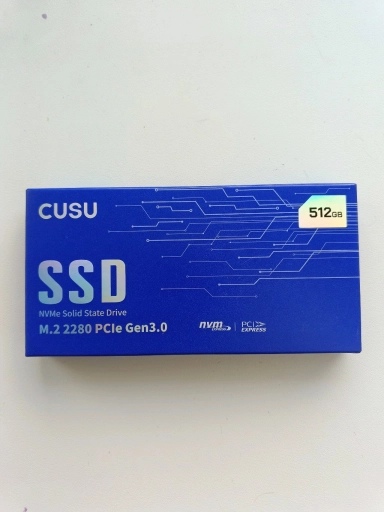 CUSU
512GB
SSD
NVMe Solid State Drive
M.2 2280 PCIe Gen3.0
nvm EXPRESS
PCI EXPRESS